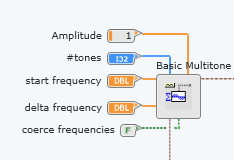 Amplitude 1
#tones I32
Basic Multitone
start frequency DBL
delta frequency DBL
coerce frequencies F